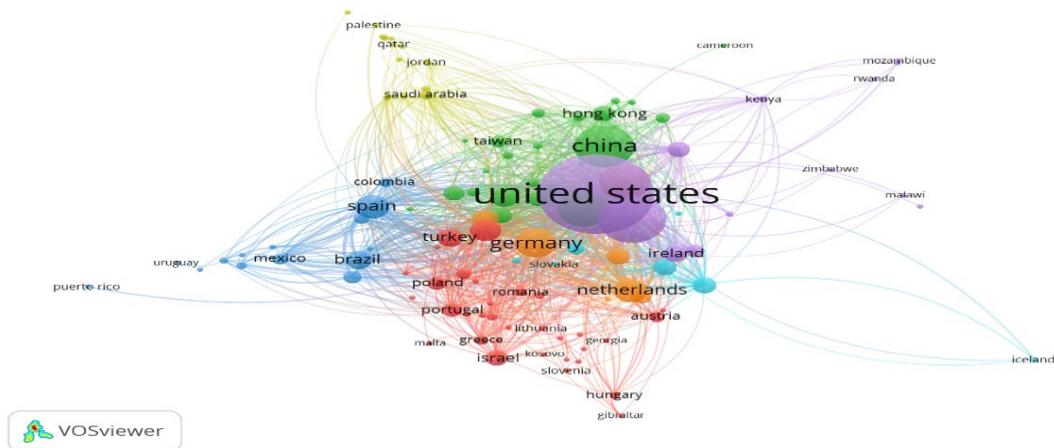 palestine
qatar
cameroon
jordan
mozambique
rwanda
saudi arabia
kenya
hong kong
taiwan
china
zimbabwe
colombia
united states
malawi
spain
turkey
germany
ireland
uruguay
mexico
brazil
slovakia
puerto rico
poland
romania
netherlands
portugal
austria
lithuania
malta
greece
georgia
israel
kosovo
iceland
slovenia
hungary
gibraltar
VOSviewer